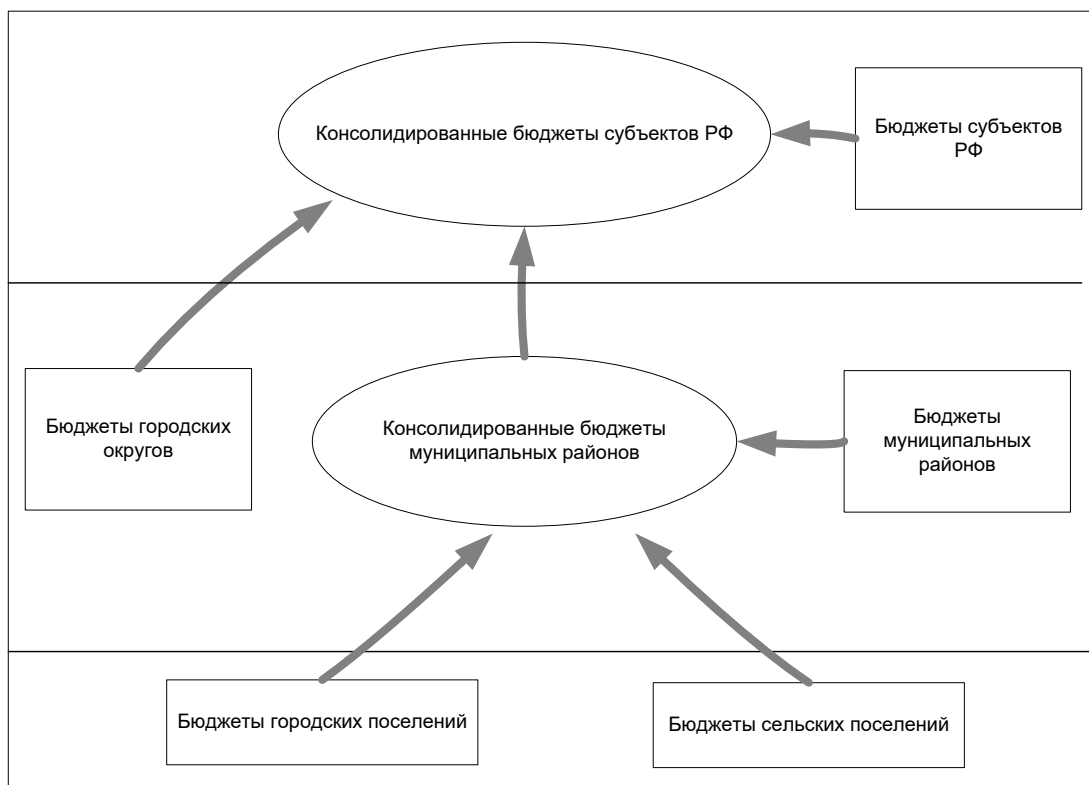 Консолидированные бюджеты субъектов РФ
Бюджеты субъектов
РФ
Бюджеты городских
округов
Консолидированные бюджеты
муниципальных районов
Бюджеты
муниципальных
районов
Бюджеты городских поселений
Бюджеты сельских поселений